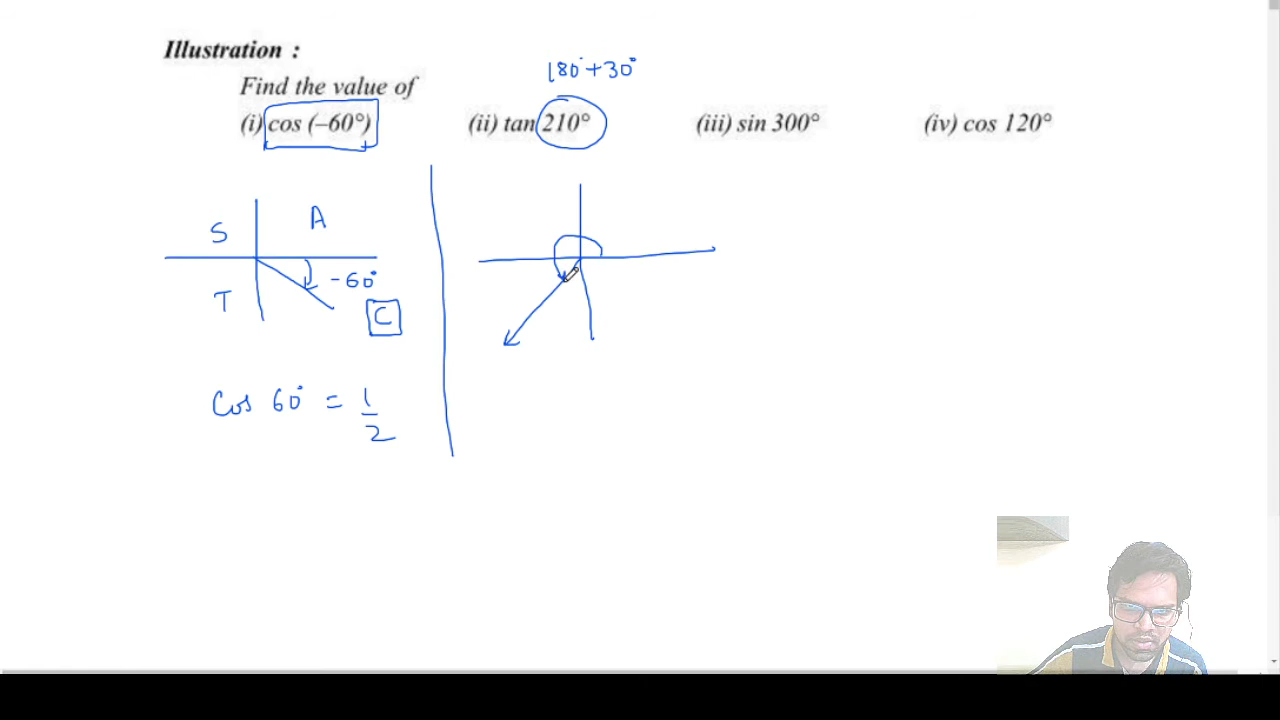 Illustration :
180°+30°
Find the value of
(i) cos (–60°) (ii) tan 210° (iii) sin 300° (iv) cos 120°
S A
-60°
T C
Cos 60° = 1/2